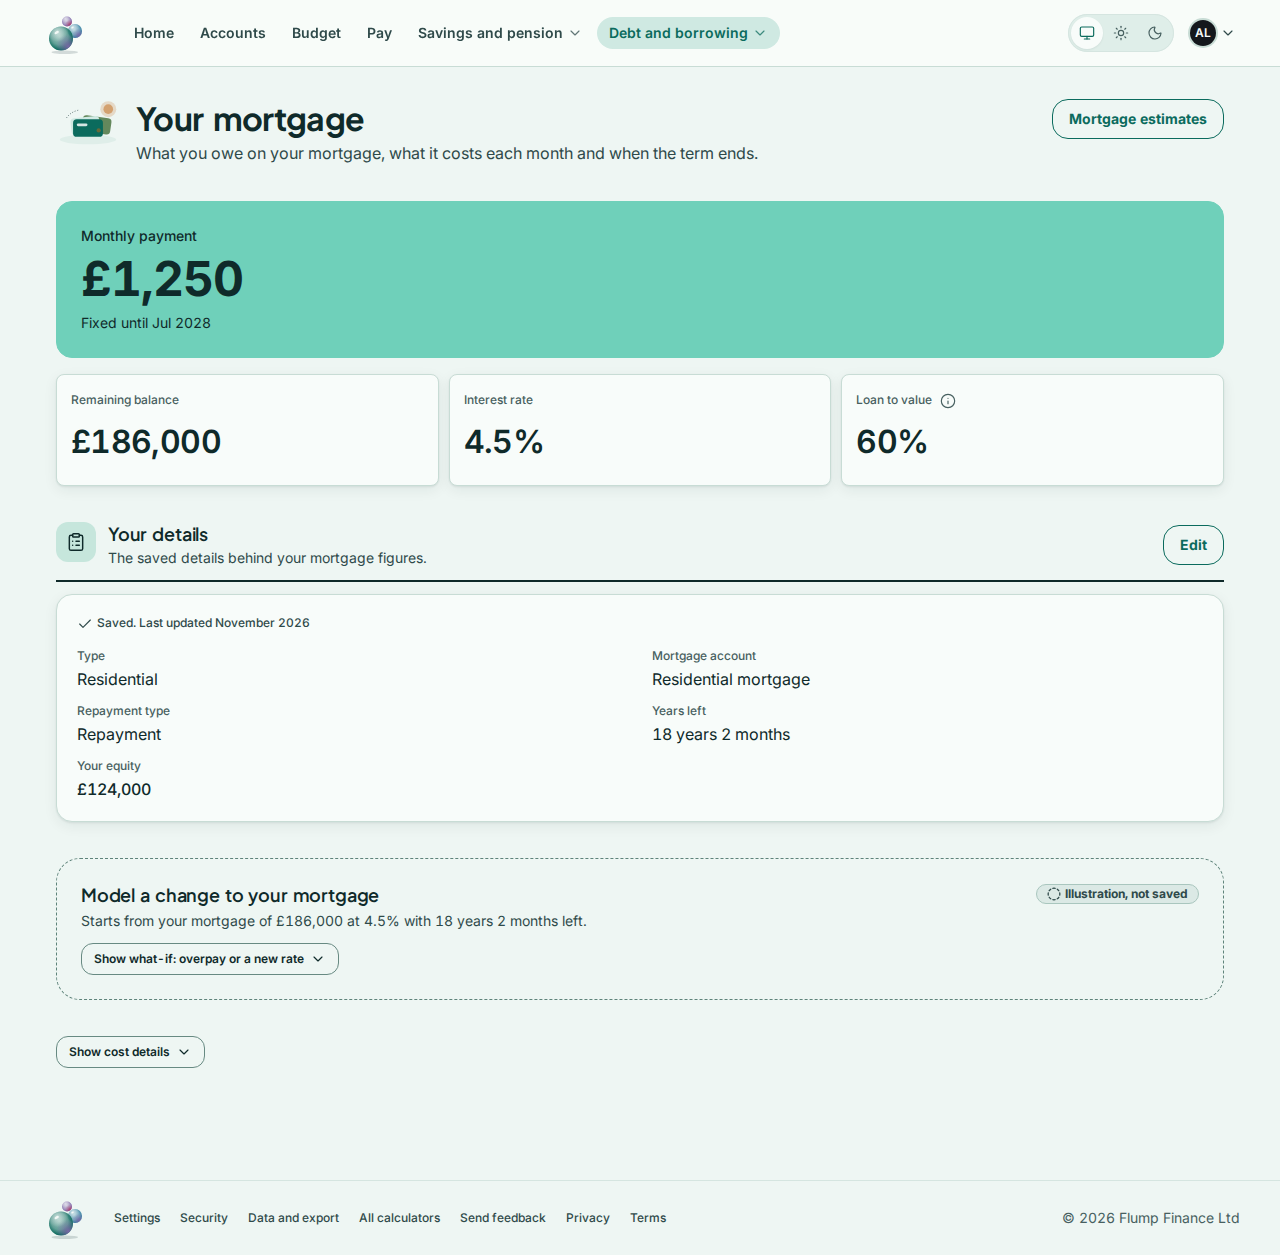 Home
Accounts
Budget
Pay
Savings and pension
Debt and borrowing
AL
Your mortgage
What you owe on your mortgage, what it costs each month and when the term ends.
Mortgage estimates
Monthly payment
£1,250
Fixed until Jul 2028
Remaining balance
£186,000
Interest rate
4.5%
Loan to value
60%
Your details
The saved details behind your mortgage figures.
Edit
Saved. Last updated November 2026
Type
Residential
Mortgage account
Residential mortgage
Repayment type
Repayment
Years left
18 years 2 months
Your equity
£124,000
Model a change to your mortgage
Illustration, not saved
Starts from your mortgage of £186,000 at 4.5% with 18 years 2 months left.
Show what-if: overpay or a new rate
Show cost details
Settings
Security
Data and export
All calculators
Send feedback
Privacy
Terms
© 2026 Flump Finance Ltd